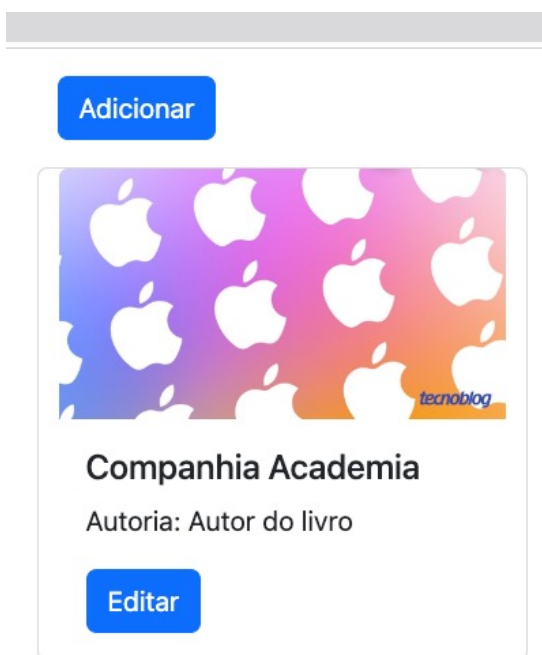 Adicionar
tecnoblog
Companhia Academia
Autoria: Autor do livro
Editar